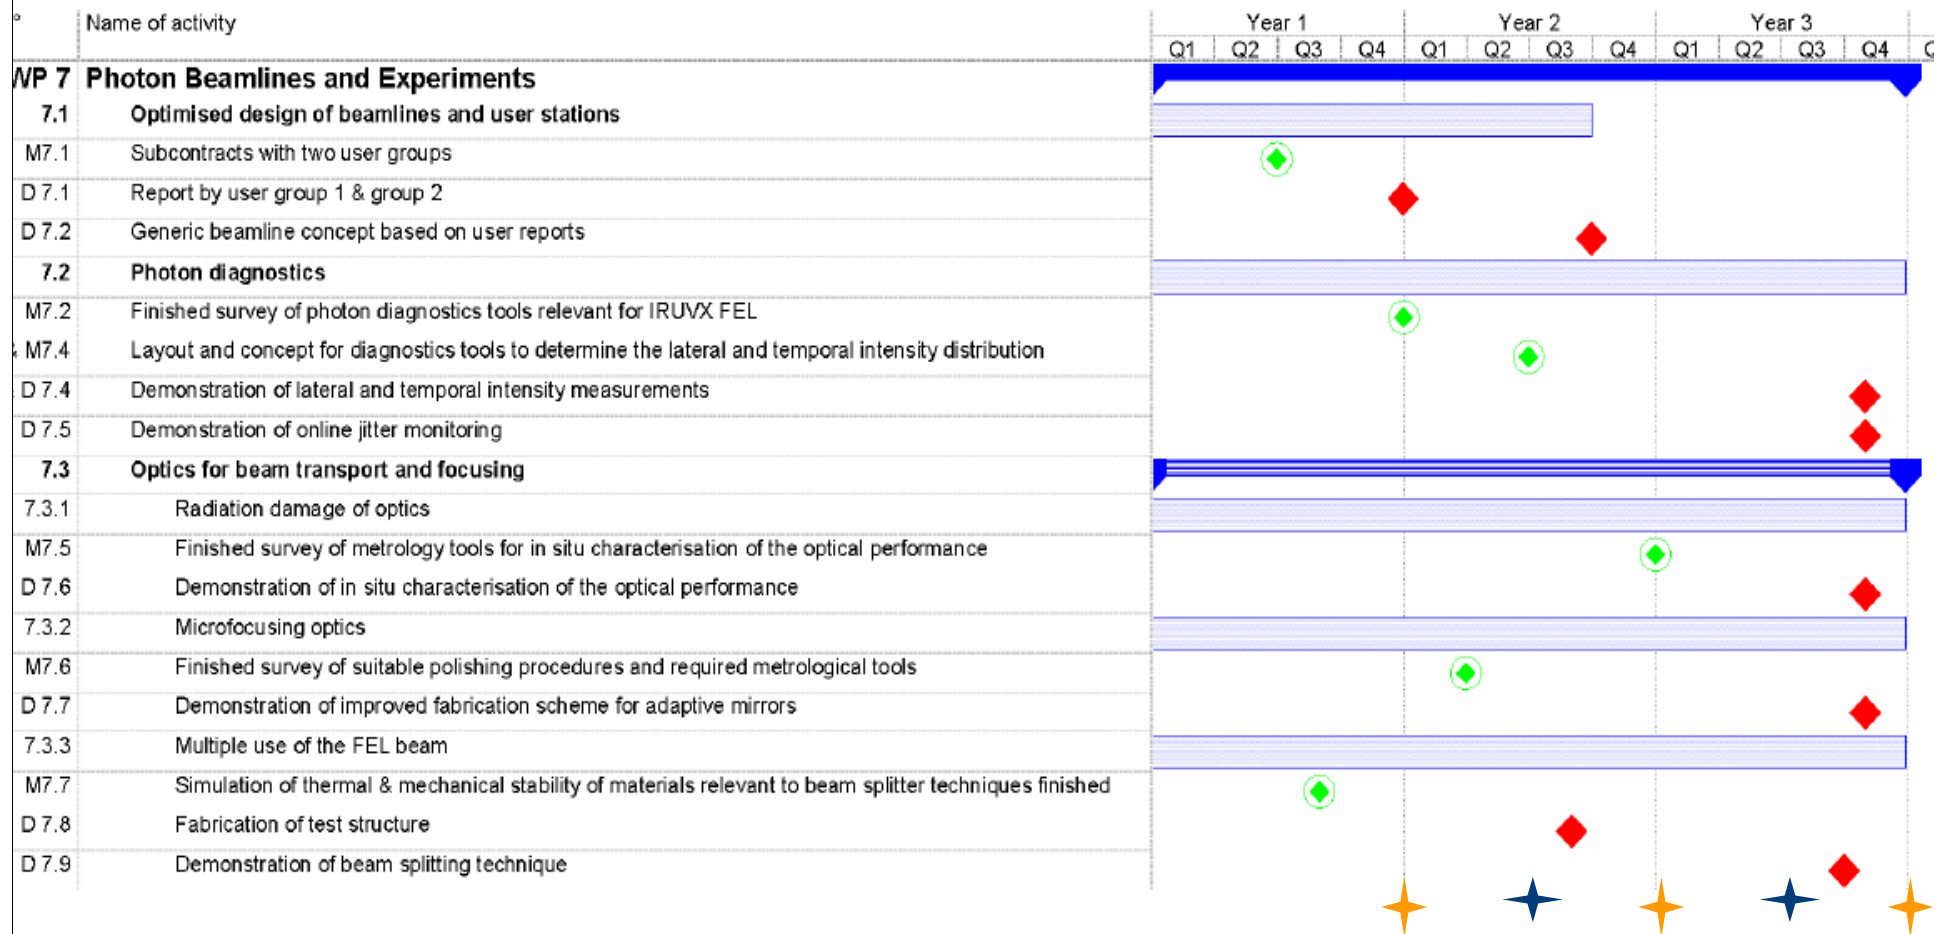 ° Name of activity Year 1 Year 2 Year 3
Q1 Q2 Q3 Q4 Q1 Q2 Q3 Q4 Q1 Q2 Q3 Q4
WP 7 Photon Beamlines and Experiments
7.1 Optimised design of beamlines and user stations
M7.1 Subcontracts with two user groups
D 7.1 Report by user group 1 & group 2
D 7.2 Generic beamline concept based on user reports
7.2 Photon diagnostics
M7.2 Finished survey of photon diagnostics tools relevant for IRUVX FEL
& M7.4 Layout and concept for diagnostics tools to determine the lateral and temporal intensity distribution
D 7.4 Demonstration of lateral and temporal intensity measurements
D 7.5 Demonstration of online jitter monitoring
7.3 Optics for beam transport and focusing
7.3.1 Radiation damage of optics
M7.5 Finished survey of metrology tools for in situ characterisation of the optical performance
D 7.6 Demonstration of in situ characterisation of the optical performance
7.3.2 Microfocusing optics
M7.6 Finished survey of suitable polishing procedures and required metrological tools
D 7.7 Demonstration of improved fabrication scheme for adaptive mirrors
7.3.3 Multiple use of the FEL beam
M7.7 Simulation of thermal & mechanical stability of materials relevant to beam splitter techniques finished
D 7.8 Fabrication of test structure
D 7.9 Demonstration of beam splitting technique